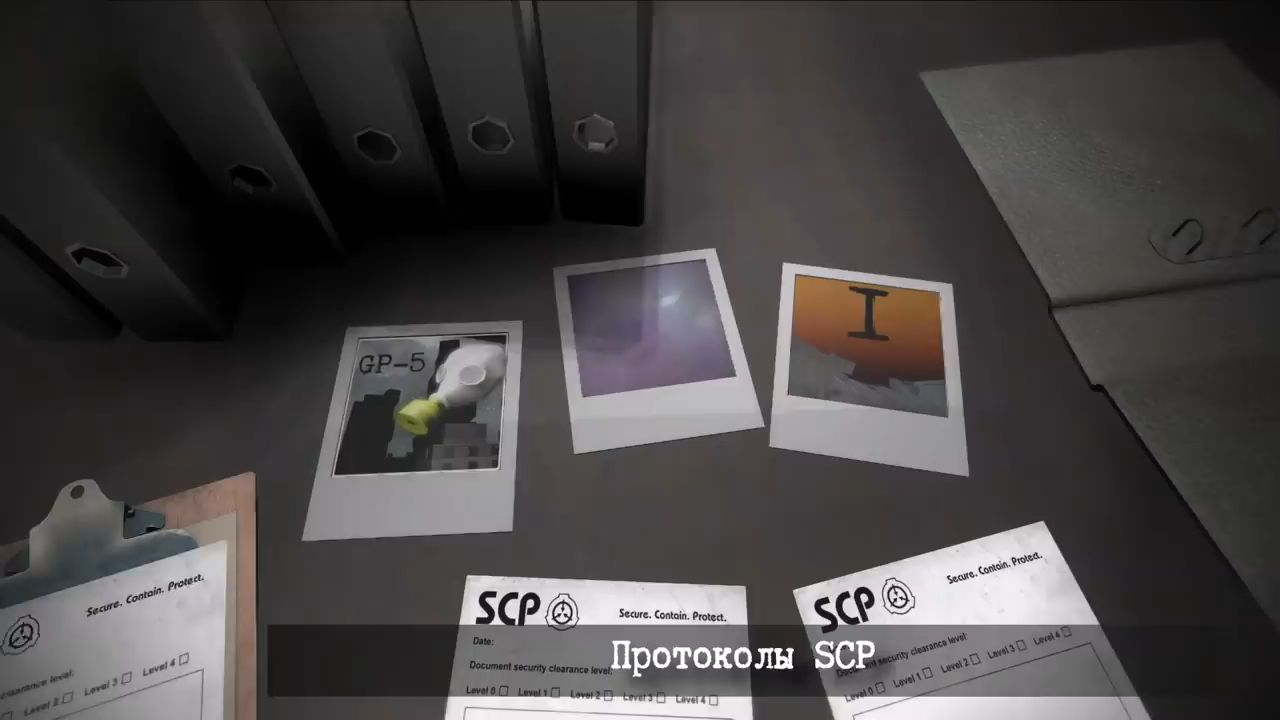 GP-5
I
Secure. Contain. Protect.
clearance level:
Level 3 Level 4
SCP Secure. Contain. Protect.
Date:
Document security clearance level:
Level 0 Level 1 Level 2 Level 3 Level 4
SCP Secure. Contain. Protect.
Document security clearance level:
Level 0 Level 1 Level 2 Level 3 Level 4
Протоколы SCP